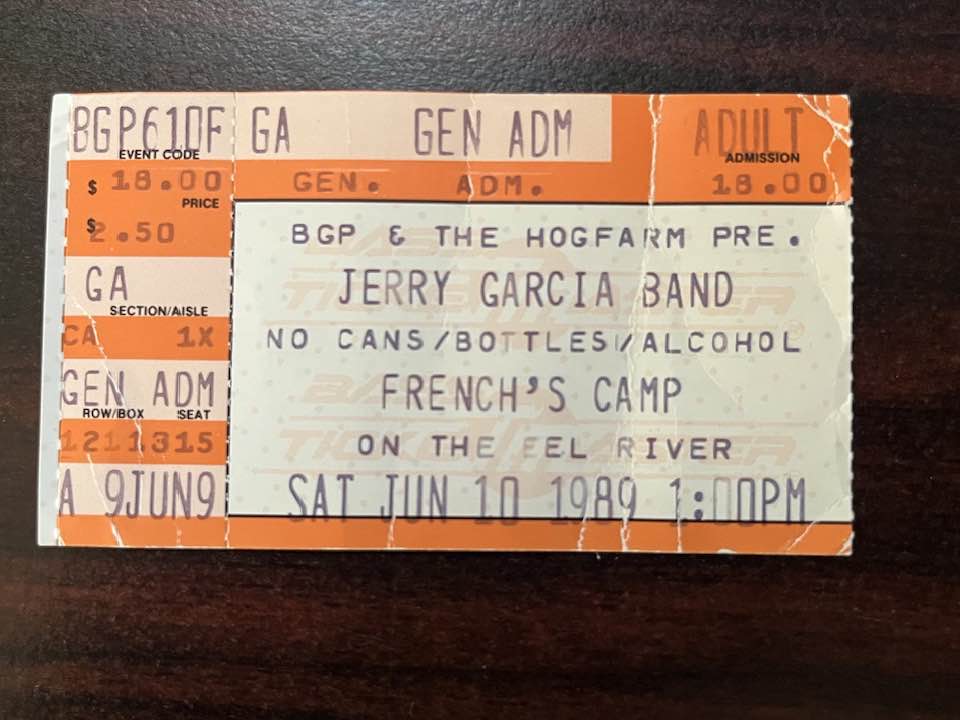 BGP610F
EVENT CODE
$ 18.00
PRICE
$ 2.50
GA
SECTION/AISLE
CA 1X
GEN ADM
ROW/BOX SEAT
1211315
A 9JUN9
GA GEN ADM ADULT
ADMISSION
GEN. ADM. 18.00
BGP & THE HOGFARM PRE.
JERRY GARCIA BAND
NO CANS/BOTTLES/ALCOHOL
FRENCH'S CAMP
ON THE EEL RIVER
SAT JUN 10 1989 1:00PM